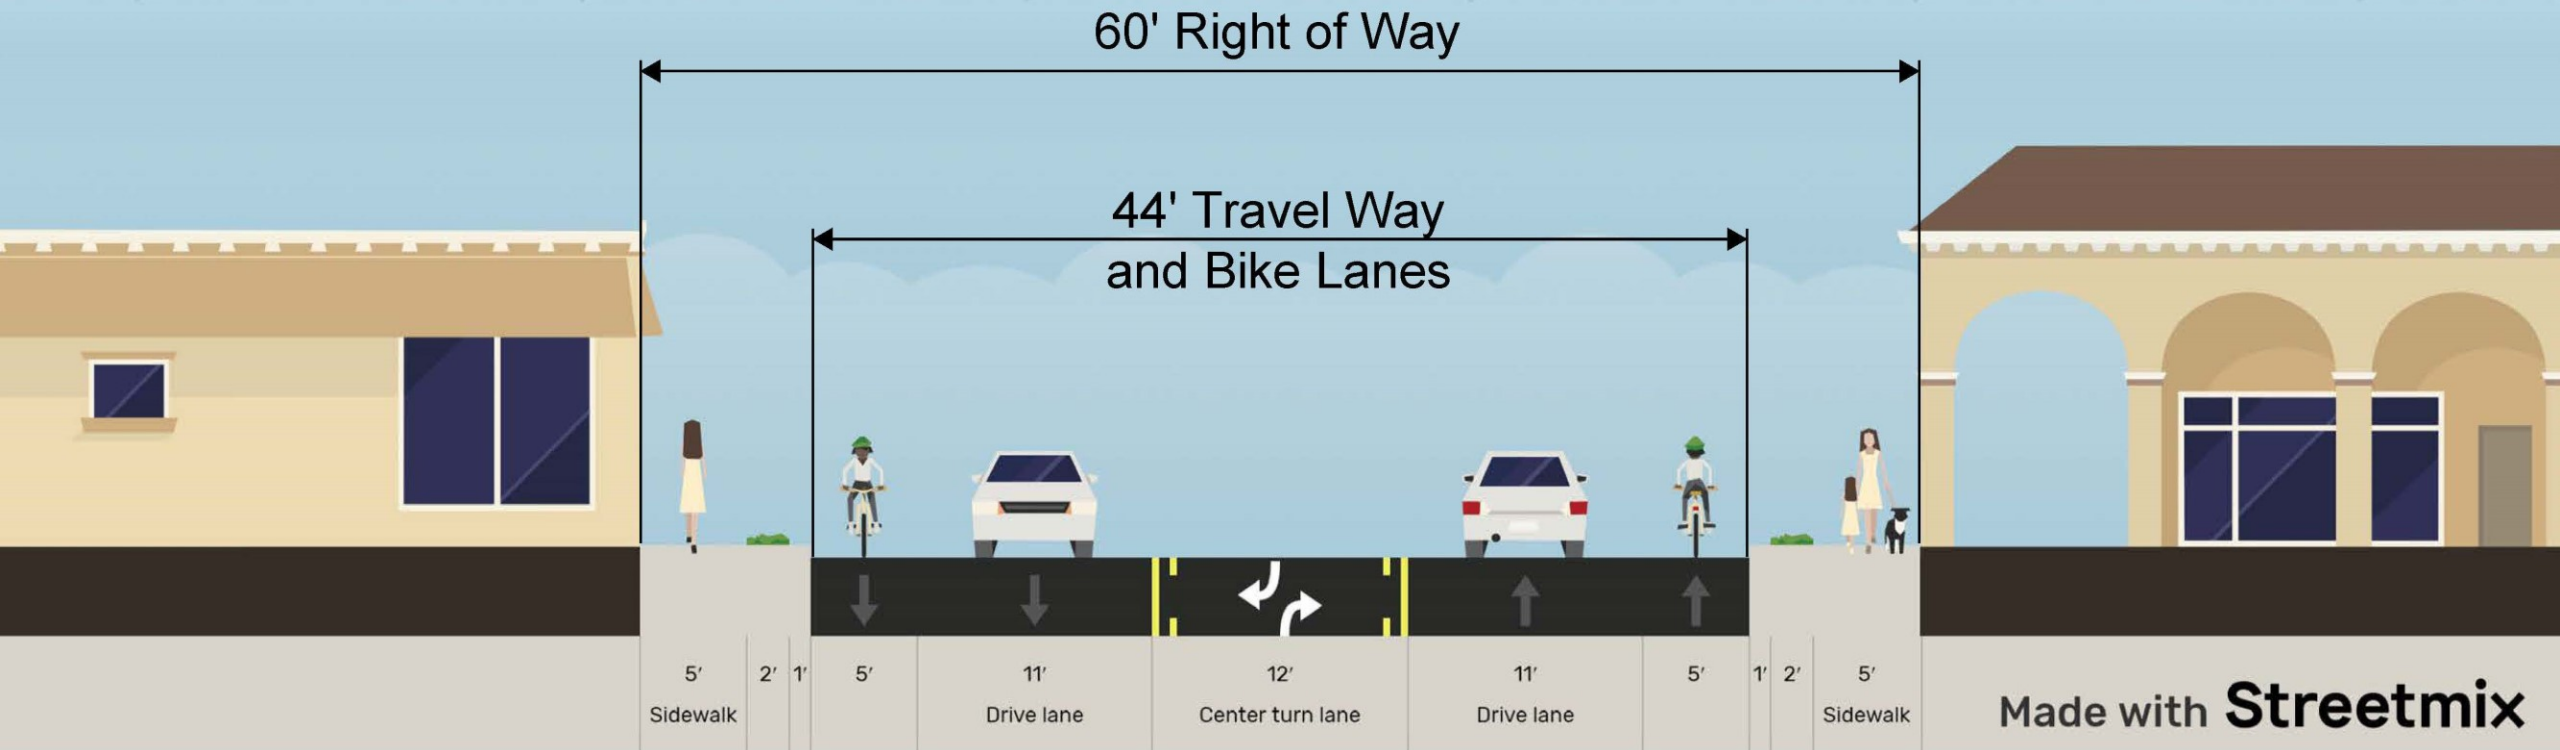 60' Right of Way
44' Travel Way
and Bike Lanes
5′ 2′ 1′ 5′ 11′ 12′ 11′ 5′ 1′ 2′ 5′
Sidewalk Drive lane Center turn lane Drive lane Sidewalk
Made with Streetmix